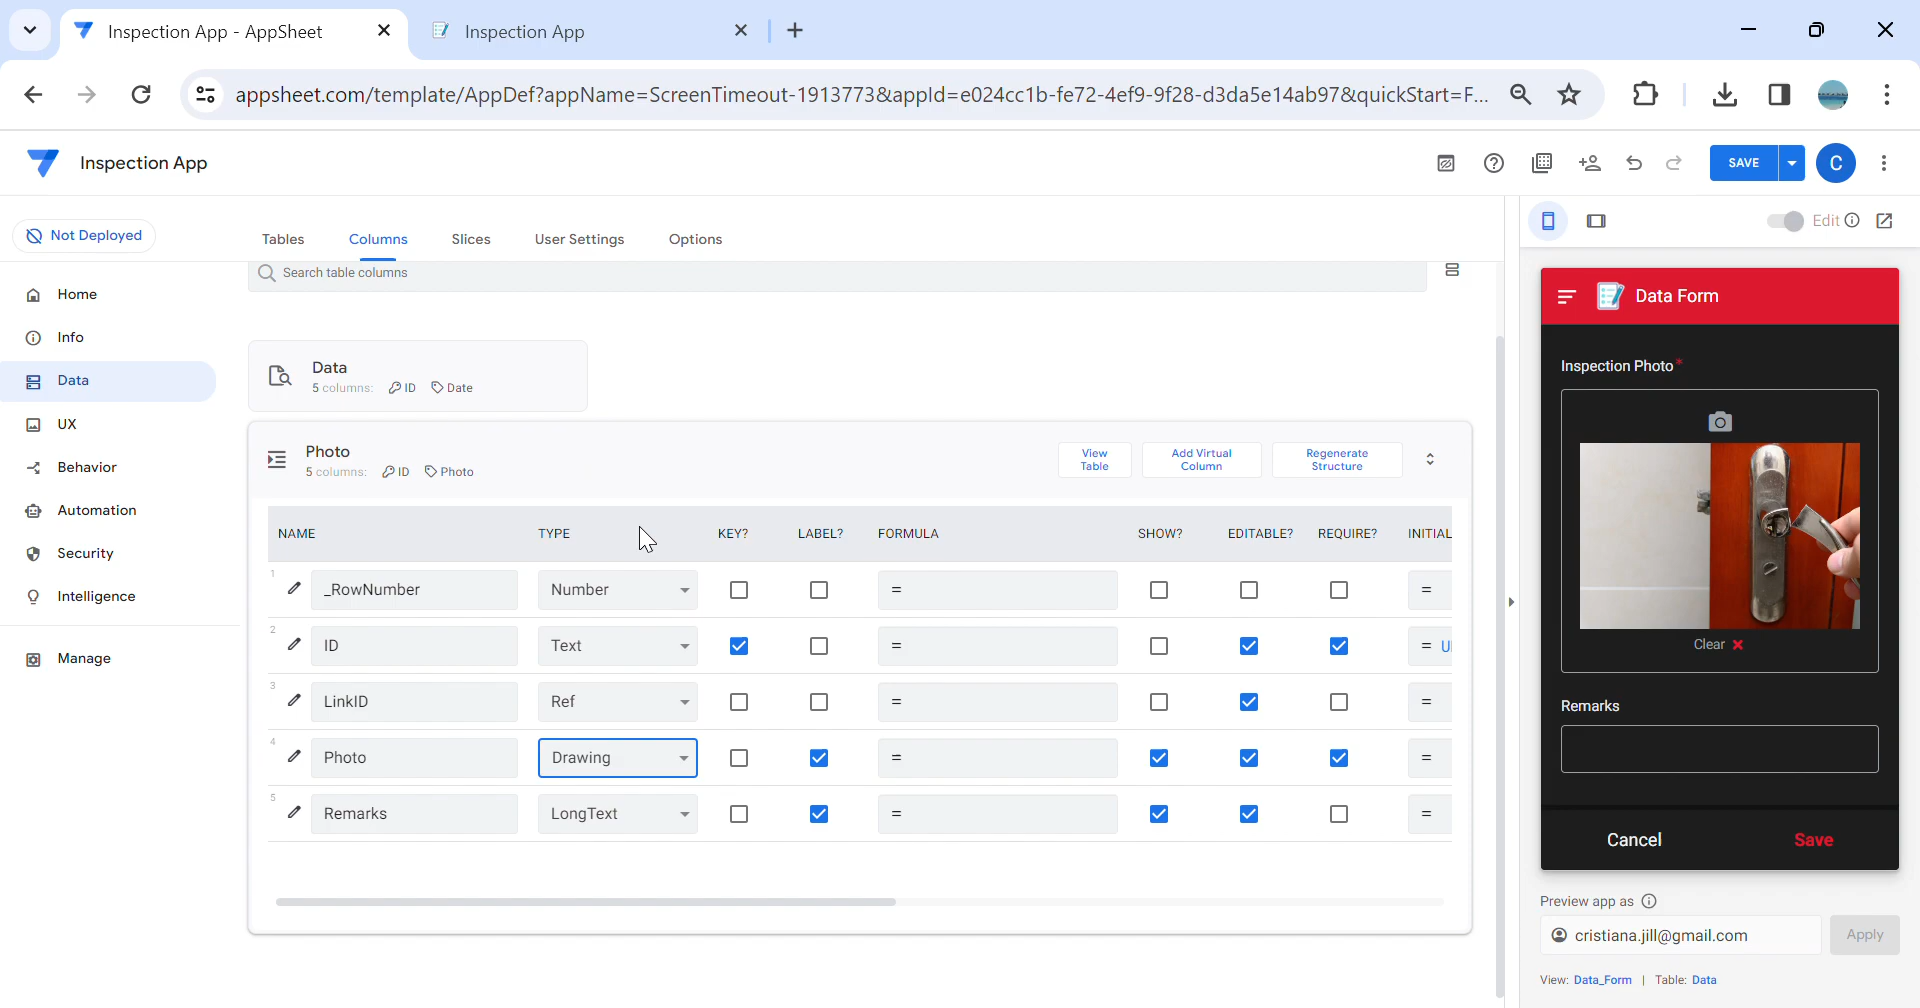 Inspection App - AppSheet
Inspection App
appsheet.com/template/AppDef?appName=ScreenTimeout-1913773&appId=e024cc1b-fe72-4ef9-9f28-d3da5e14ab97&quickStart=F...
Inspection App
SAVE
C
Not Deployed
Tables
Columns
Slices
User Settings
Options
Edit
Search table columns
Home
Info
Data
UX
Behavior
Automation
Security
Intelligence
Manage
Data
5 columns: ID Date
Photo
5 columns: ID Photo
View Table
Add Virtual Column
Regenerate Structure
NAME TYPE KEY? LABEL? FORMULA SHOW? EDITABLE? REQUIRE? INITIAL
1 _RowNumber Number = =
2 ID Text = = U
3 LinkID Ref = =
4 Photo Drawing = =
5 Remarks LongText = =
Data Form
Inspection Photo*
Clear
Remarks
Cancel Save
Preview app as
cristiana.jill@gmail.com
Apply
View: Data_Form | Table: Data